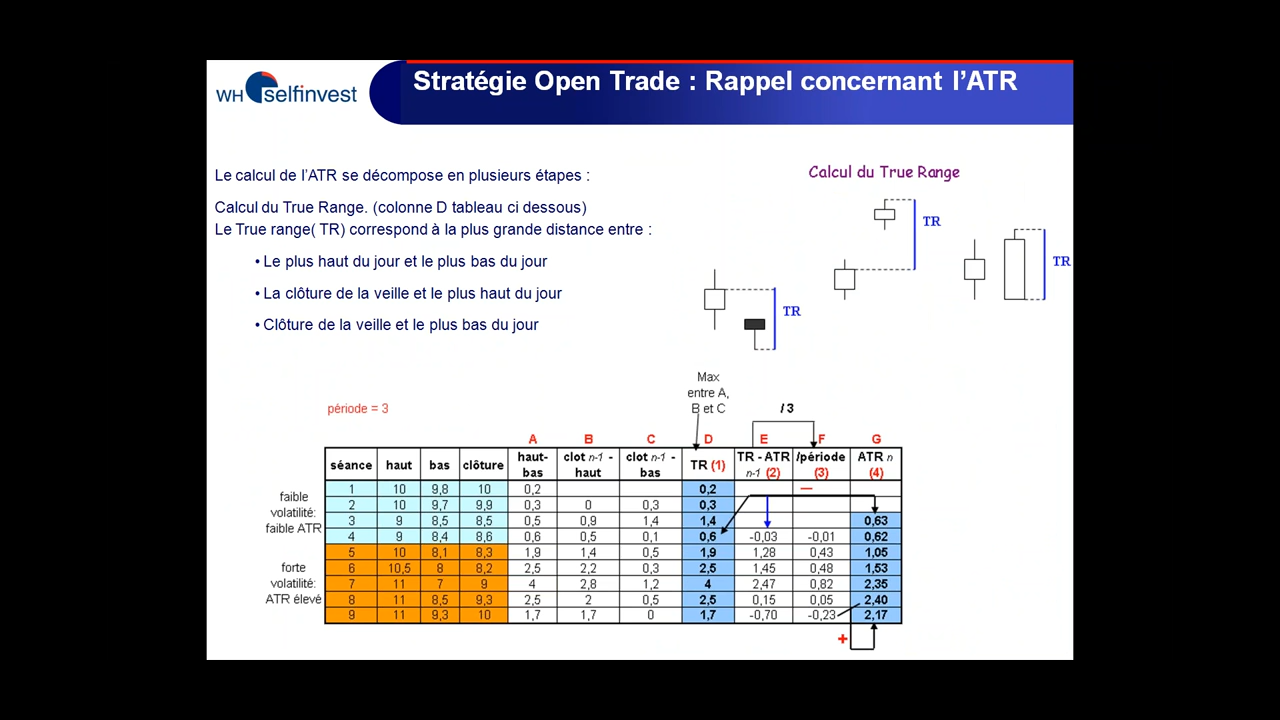 WH selfinvest
Stratégie Open Trade : Rappel concernant l'ATR
Le calcul de l'ATR se décompose en plusieurs étapes :
Calcul du True Range. (colonne D tableau ci dessous)
Le True range( TR) correspond à la plus grande distance entre :
• Le plus haut du jour et le plus bas du jour
• La clôture de la veille et le plus haut du jour
• Clôture de la veille et le plus bas du jour
Calcul du True Range
TR
TR
TR
Max
entre A,
B et C
période = 3
/ 3
A B C D E F G
séance haut bas clôture haut-bas clot n-1 - haut clot n-1 - bas TR (1) TR - ATR n-1 (2) /période (3) ATR n (4)
faible
volatilité:
faible ATR
1 10 9,8 10 0,2 0,2 —
2 10 9,7 9,9 0,3 0 0,3 0,3
3 9 8,5 8,5 0,5 0,9 1,4 1,4 0,63
4 9 8,4 8,6 0,6 0,5 0,1 0,6 -0,03 -0,01 0,62
forte
volatilité:
ATR élevé
5 10 8,1 8,3 1,9 1,4 0,5 1,9 1,28 0,43 1,05
6 10,5 8 8,2 2,5 2,2 0,3 2,5 1,45 0,48 1,53
7 11 7 9 4 2,8 1,2 4 2,47 0,82 2,35
8 11 8,5 9,3 2,5 2 0,5 2,5 0,15 0,05 2,40
9 11 9,3 10 1,7 1,7 0 1,7 -0,70 -0,23 2,17
+